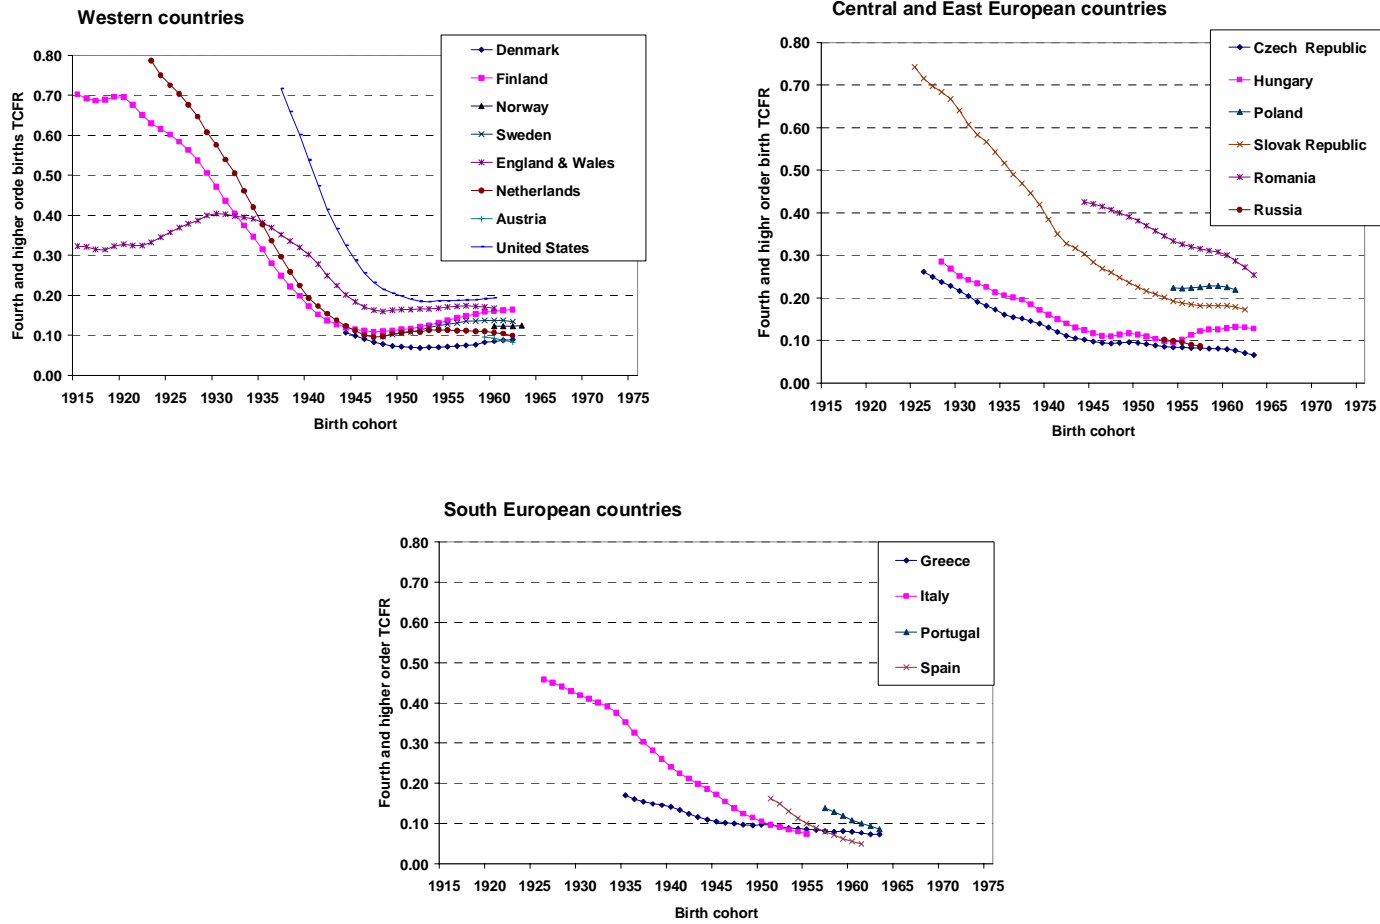 Western countries
Fourth and higher orde births TCFR
0.80
0.70
0.60
0.50
0.40
0.30
0.20
0.10
0.00
1915 1920 1925 1930 1935 1940 1945 1950 1955 1960 1965 1970 1975
Birth cohort
Denmark
Finland
Norway
Sweden
England & Wales
Netherlands
Austria
United States
Central and East European countries
Fourth and highr order birth TCFR
0.80
0.70
0.60
0.50
0.40
0.30
0.20
0.10
0.00
1915 1920 1925 1930 1935 1940 1945 1950 1955 1960 1965 1970 1975
Birth cohort
Czech Republic
Hungary
Poland
Slovak Republic
Romania
Russia
South European countries
Fourth and higher order TCFR
0.80
0.70
0.60
0.50
0.40
0.30
0.20
0.10
0.00
1915 1920 1925 1930 1935 1940 1945 1950 1955 1960 1965 1970 1975
Birth cohort
Greece
Italy
Portugal
Spain